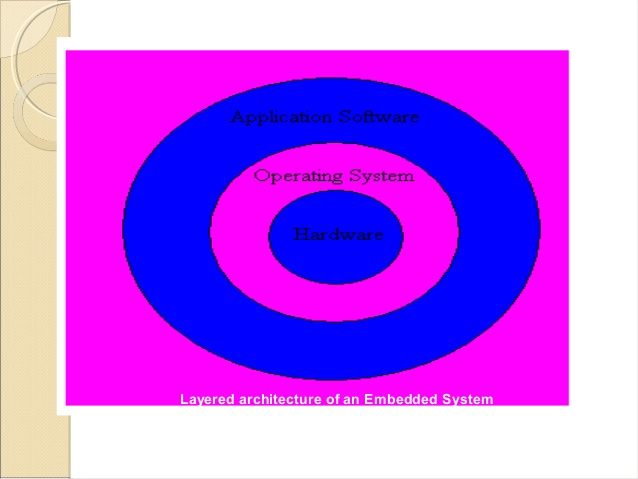 Application Software
Operating System
Hardware
Layered architecture of an Embedded System